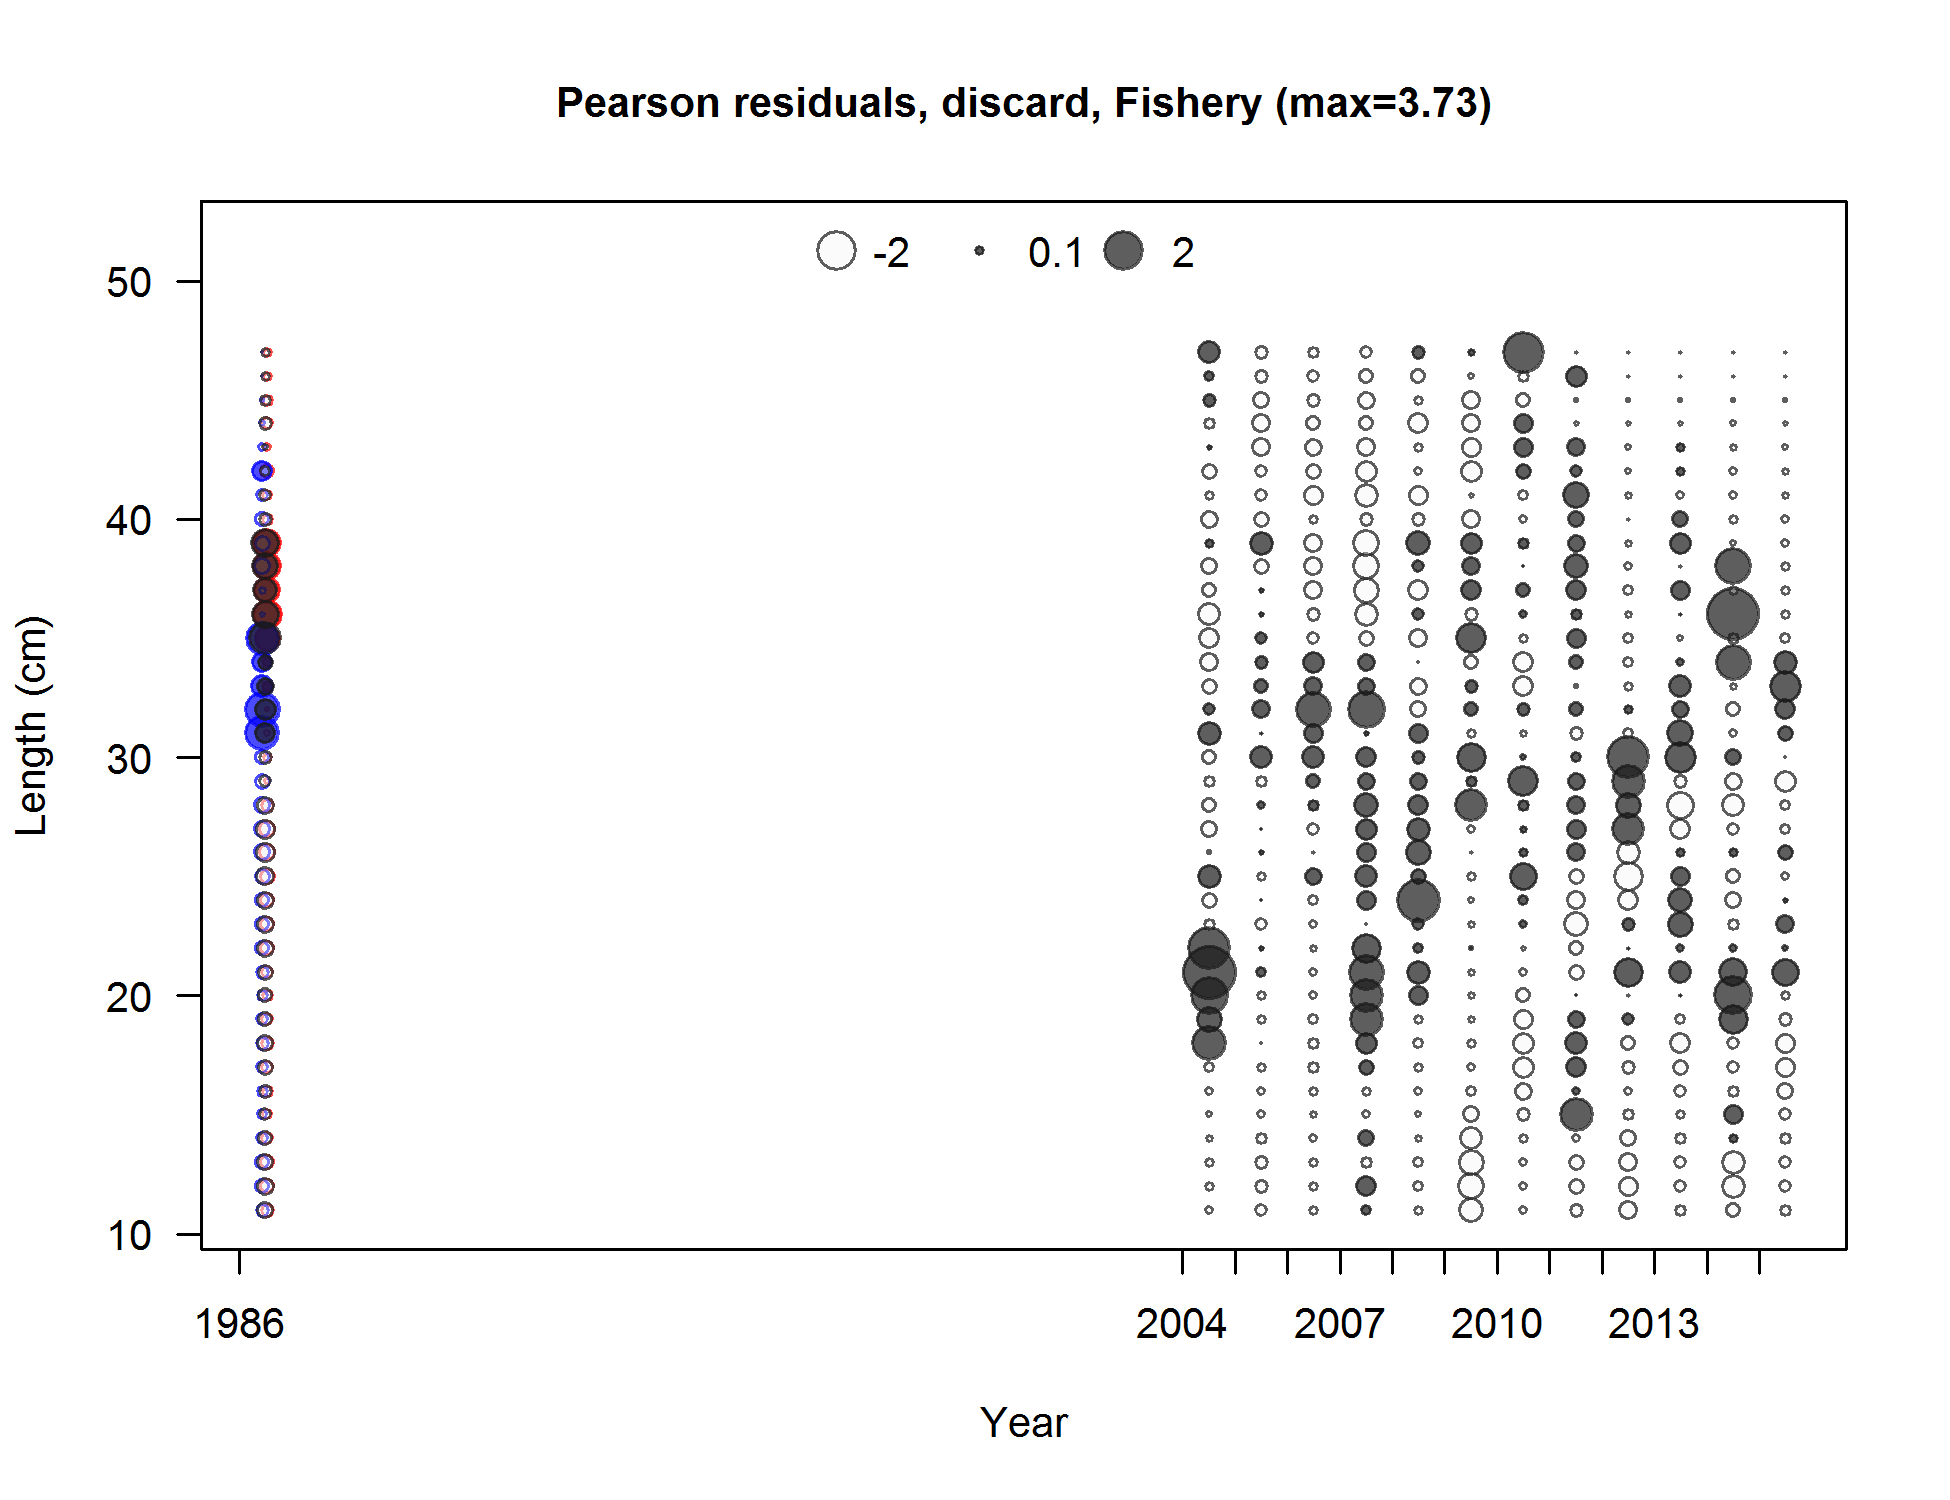 Pearson residuals, discard, Fishery (max=3.73)
-2 0.1 2
50
40
30
20
10
Length (cm)
1986 2004 2007 2010 2013
Year